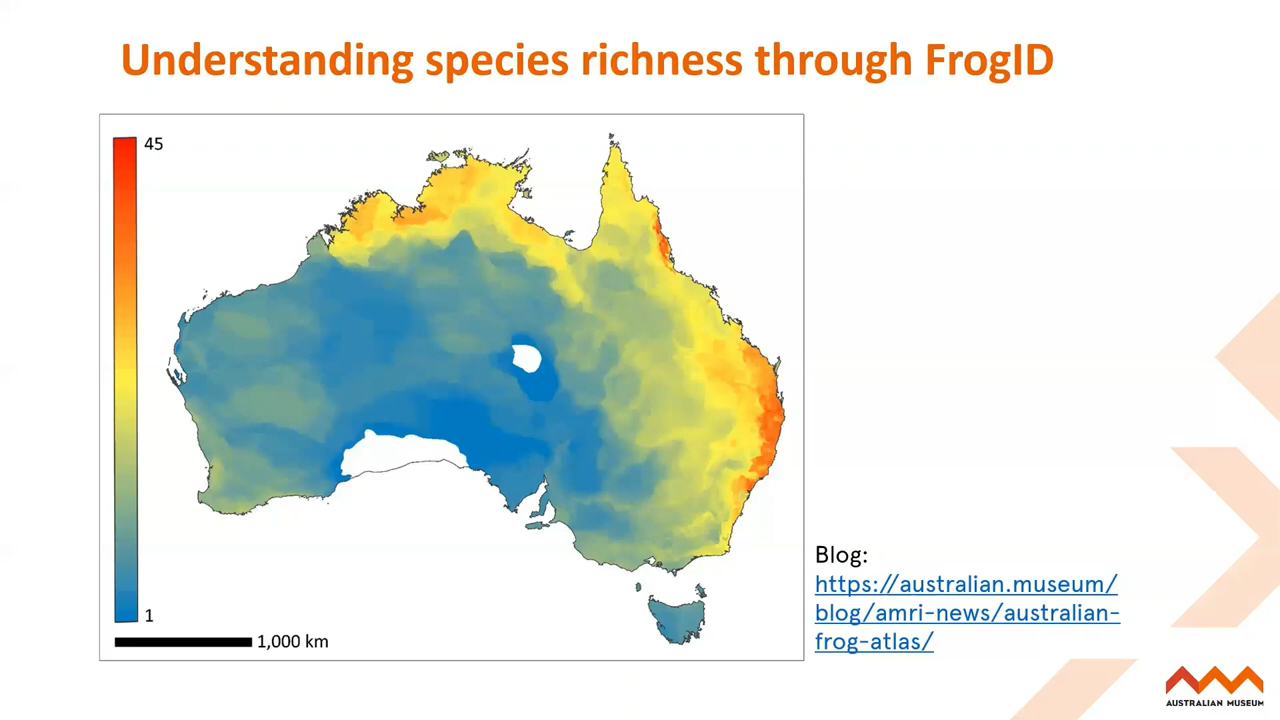 Understanding species richness through FrogID
45
1
1,000 km
Blog:
https://australian.museum/
blog/amri-news/australian-
frog-atlas/
AUSTRALIAN MUSEUM